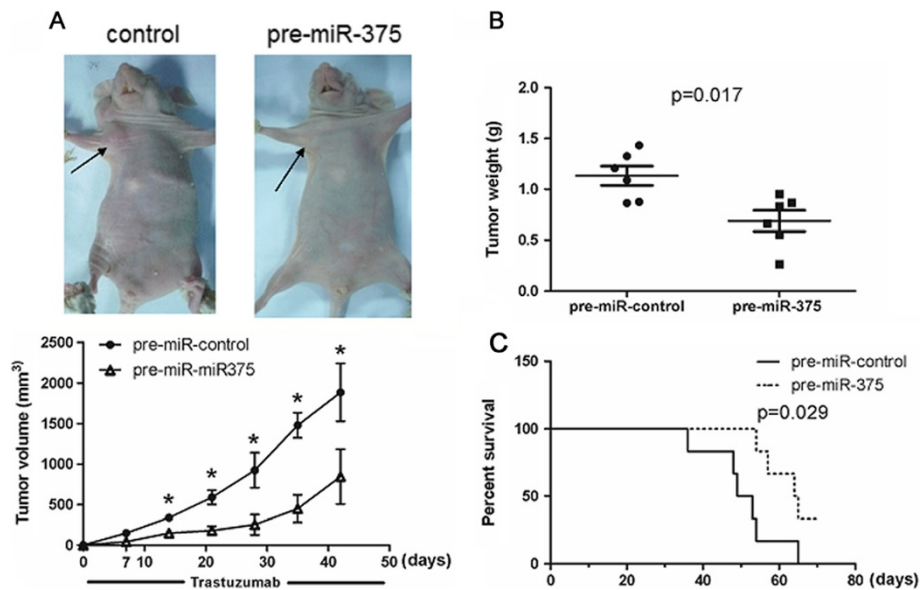 A
control
pre-miR-375
Tumor volume (mm³)
2500
2000
1500
1000
500
0
pre-miR-control
pre-miR-miR375
*
*
*
*
*
0 7 10 20 30 40 50 (days)
Trastuzumab
B
Tumor weight (g)
2.0
1.5
1.0
0.5
0.0
p=0.017
pre-miR-control
pre-miR-375
C
Percent survival
150
100
50
0
pre-miR-control
pre-miR-375
p=0.029
0 20 40 60 80
(days)